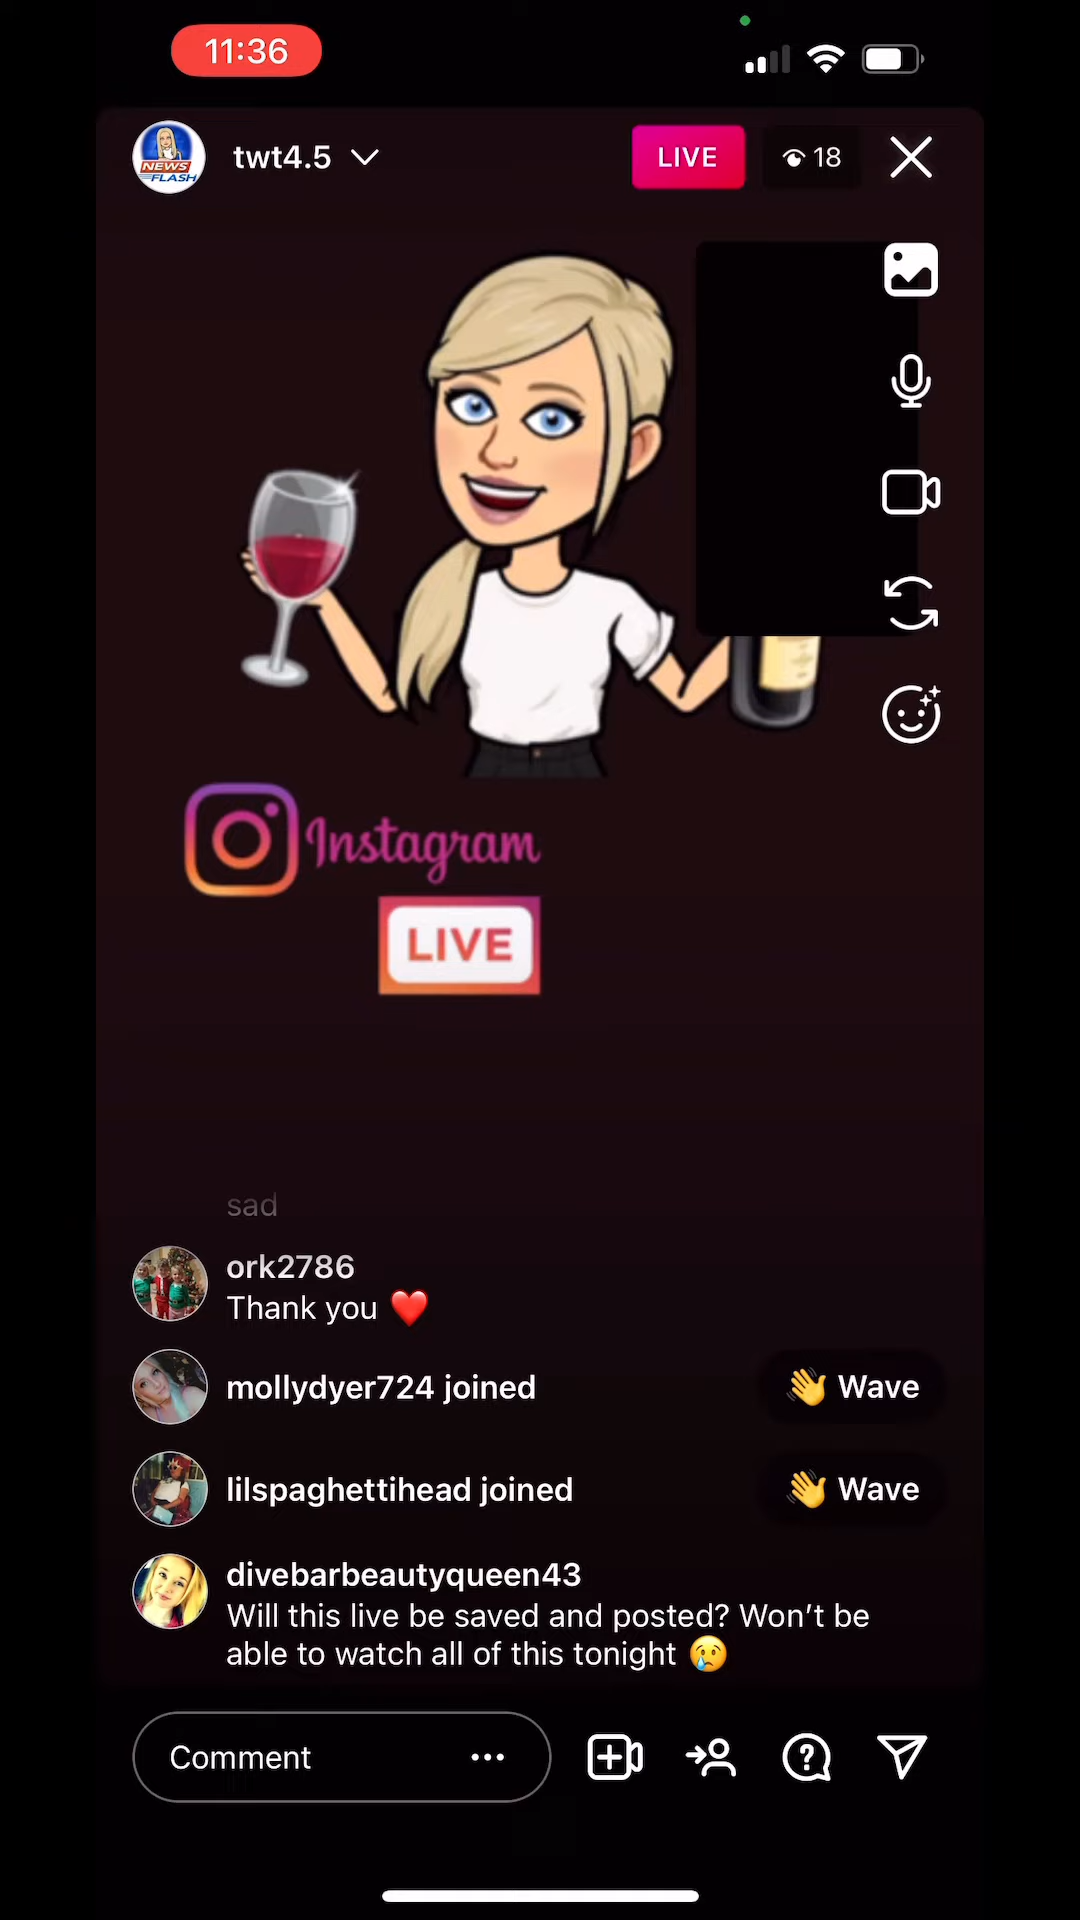 11:36
NEWS
FLASH
twt4.5
LIVE
18
Instagram
LIVE
sad
ork2786
Thank you ❤️
mollydyer724 joined
👋 Wave
lilspaghettihead joined
👋 Wave
divebarbeautyqueen43
Will this live be saved and posted? Won’t be
able to watch all of this tonight 😢
Comment